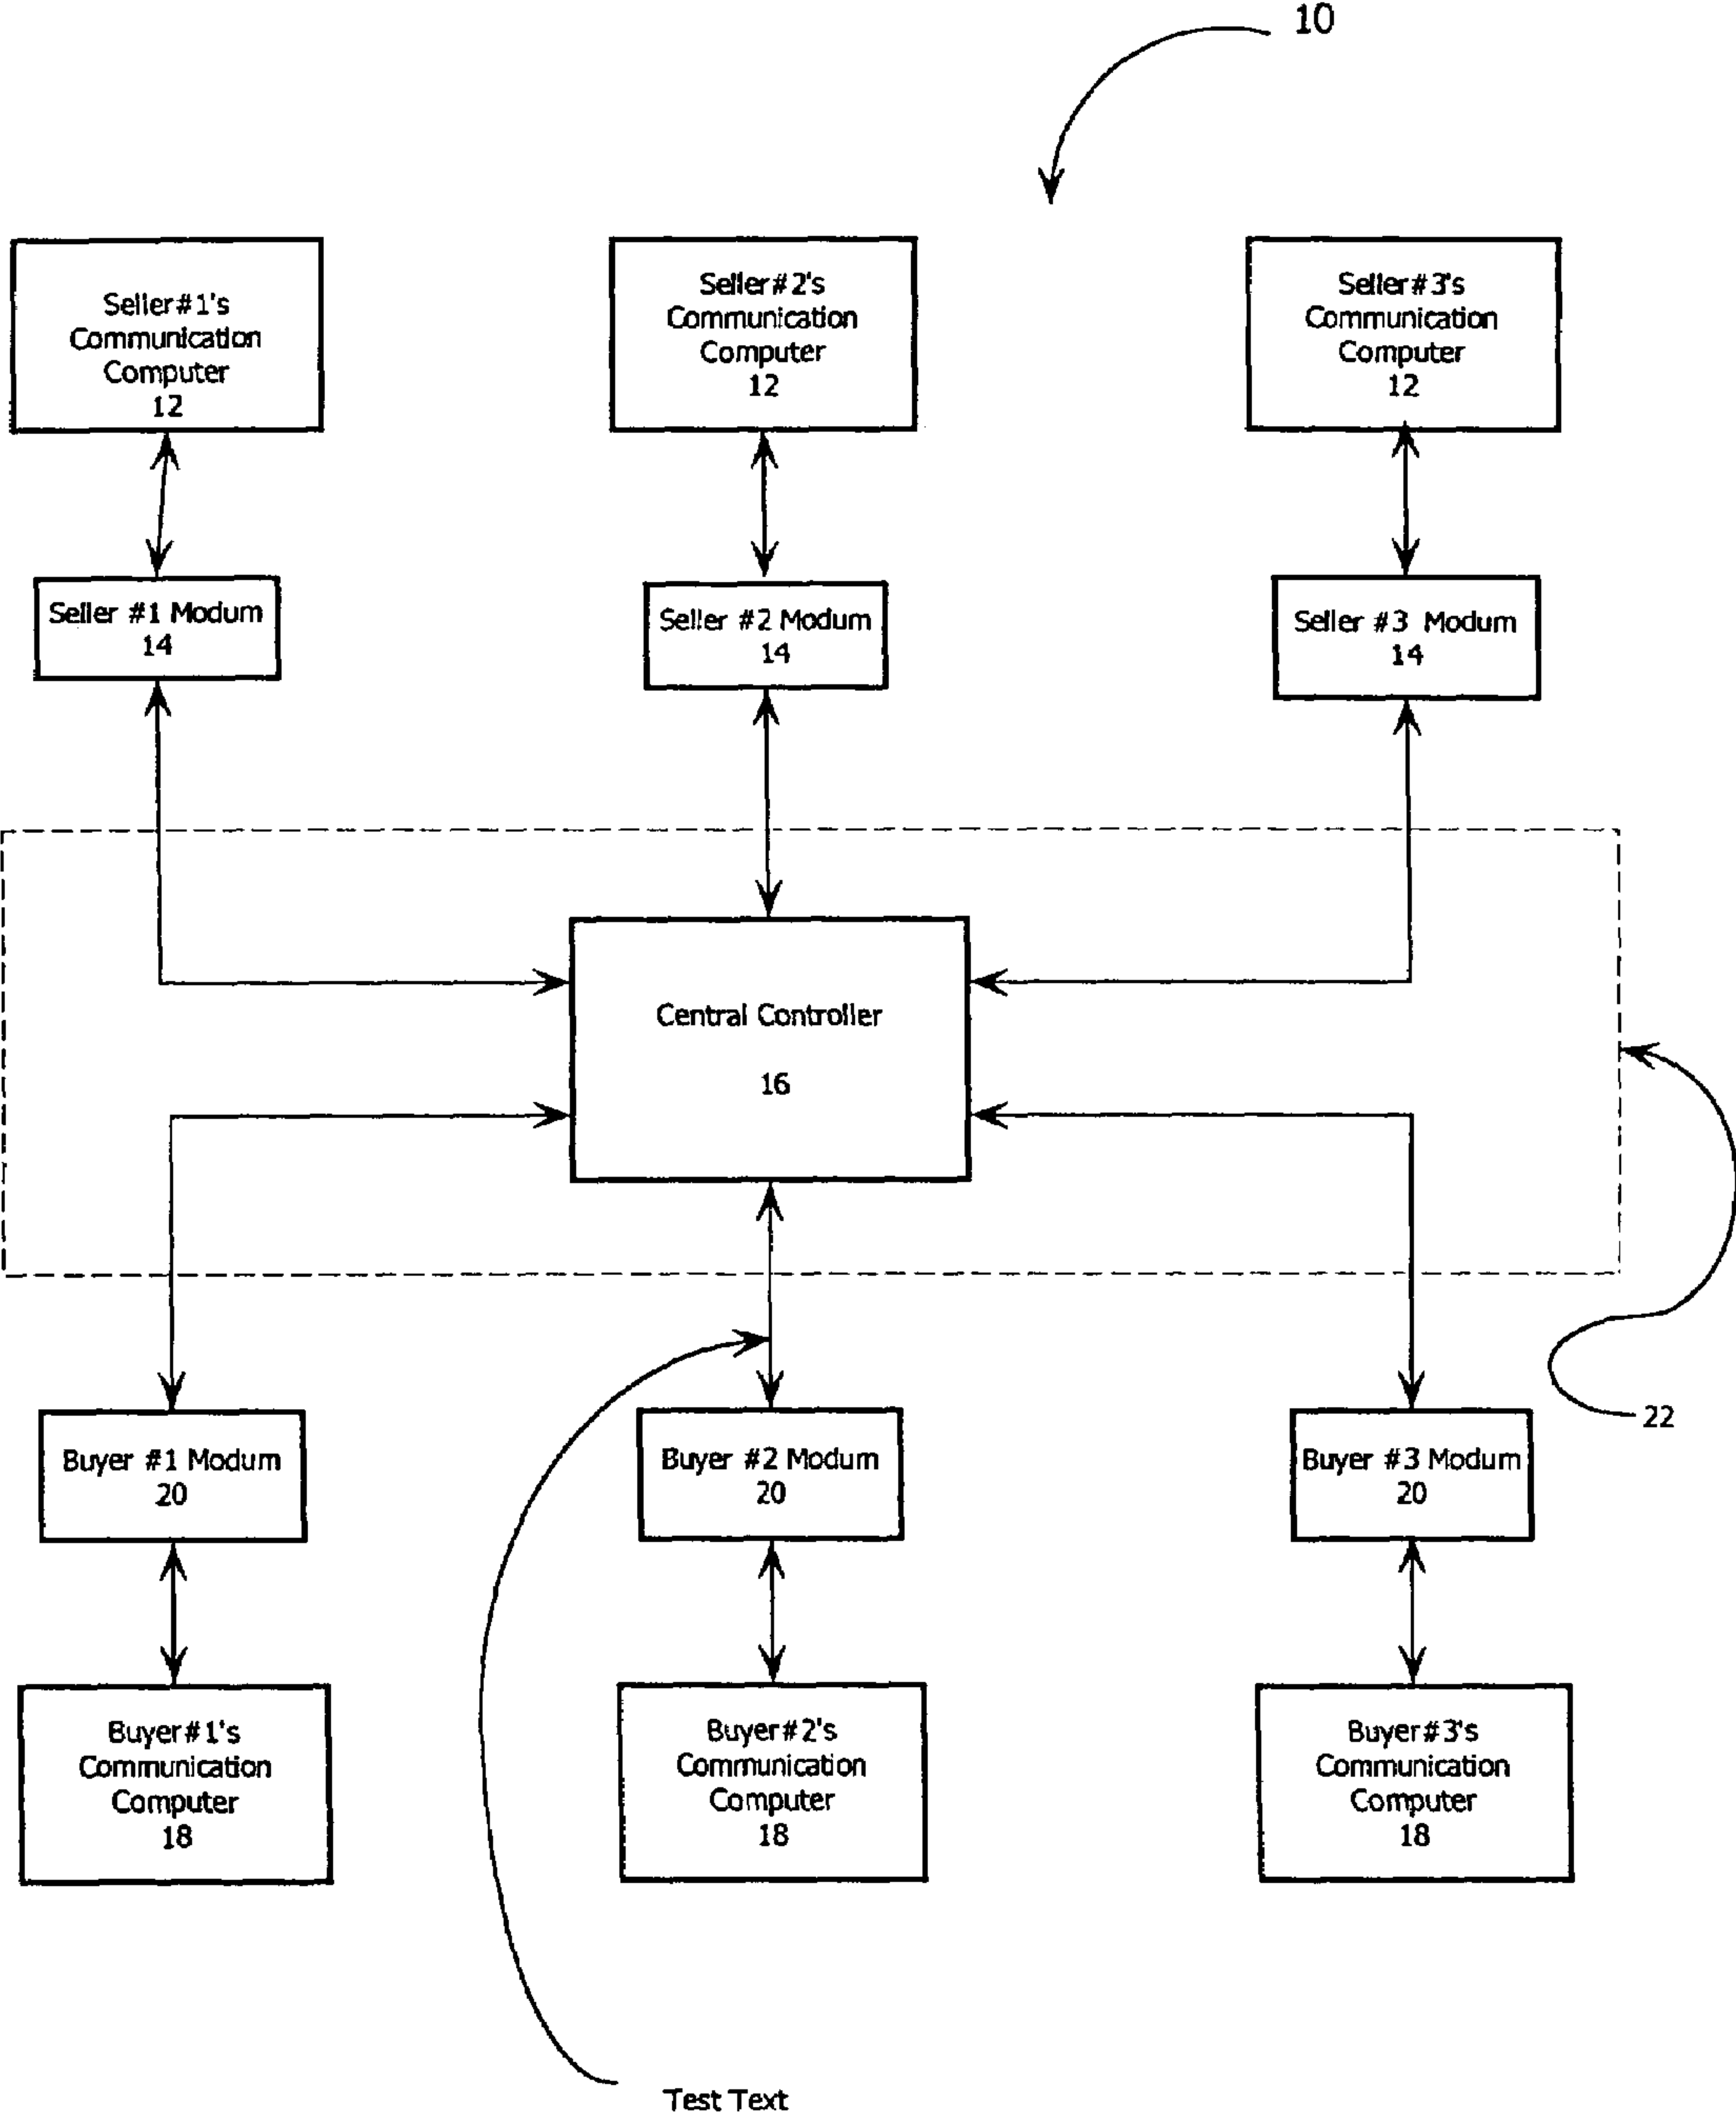 10
Seller#1's
Communication
Computer
12
Seller#2's
Communication
Computer
12
Seller#3's
Communication
Computer
12
Seller #1 Modum
14
Seller #2 Modum
14
Seller #3 Modum
14
Central Controller
16
22
Buyer #1 Modum
20
Buyer #2 Modum
20
Buyer #3 Modum
20
Buyer#1's
Communication
Computer
18
Buyer#2's
Communication
Computer
18
Buyer#3's
Communication
Computer
18
Test Text